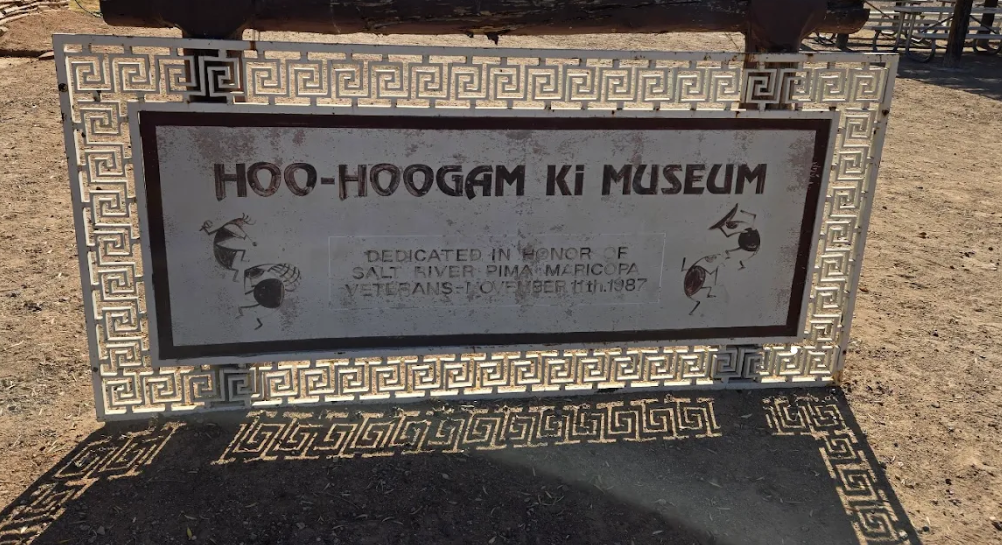 HOO-HOOGAM Ki MUSEUM
DEDICATED IN HONOR OF
SALT RIVER PIMA-MARICOPA
VETERANS-NOVEMBER 11th.1987